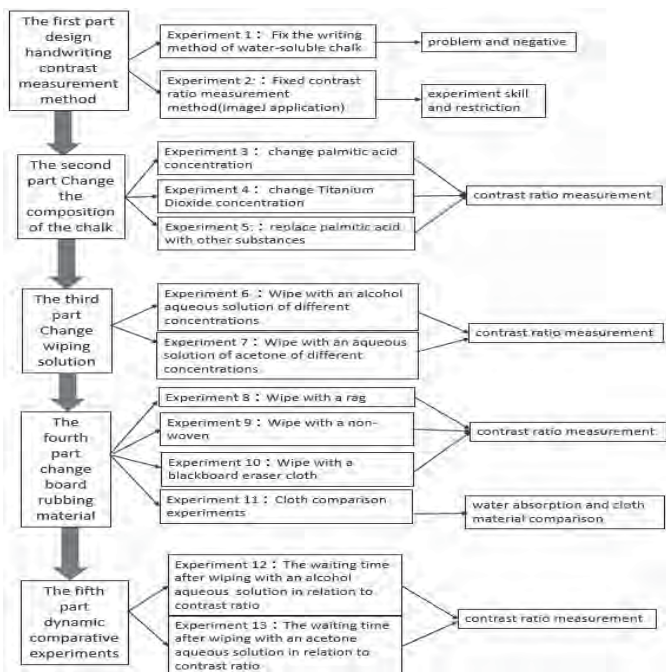 The first part
design
handwriting
contrast
measurement
method
Experiment 1： Fix the writing
method of water-soluble chalk
problem and negative
Experiment 2:：Fixed contrast
ratio measurement
method(imageJ application)
experiment skill
and restriction
The second
part Change
the
composition
of the chalk
Experiment 3： change palmitic acid
concentration
Experiment 4： change Titanium
Dioxide concentration
Experiment 5:：replace palmitic acid
with other substances
contrast ratio measurement
The third
part
Change
wiping
solution
Experiment 6：Wipe with an alcohol
aqueous solution of different
concentrations
Experiment 7：Wipe with an aqueous
solution of acetone of different
concentrations
contrast ratio measurement
The
fourth
part
change
board
rubbing
material
Experiment 8：Wipe with a rag
Experiment 9：Wipe with a non-
woven
Experiment 10：Wipe with a
blackboard eraser cloth
Experiment 11：Cloth comparison
experiments
contrast ratio measurement
water absorption and cloth
material comparison
The fifth
part
dynamic
comparative
experiments
Experiment 12：The waiting time
after wiping with an alcohol
aqueous solution in relation to
contrast ratio
Experiment 13：The waiting time
after wiping with an acetone
aqueous solution in relation to
contrast ratio
contrast ratio measurement